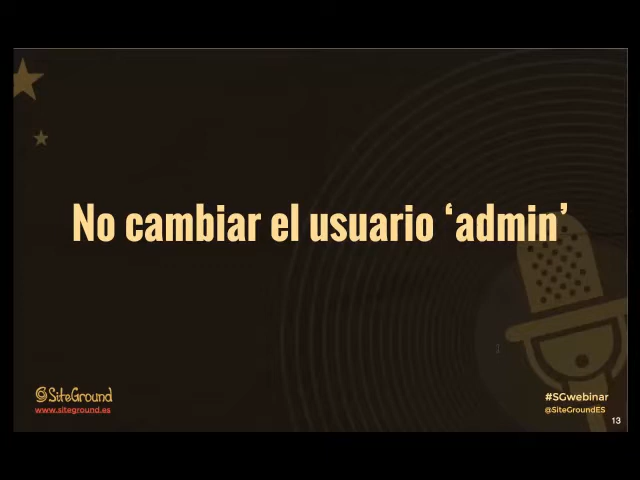 No cambiar el usuario ‘admin’
SiteGround
www.siteground.es
#SGwebinar
@SiteGroundES
13